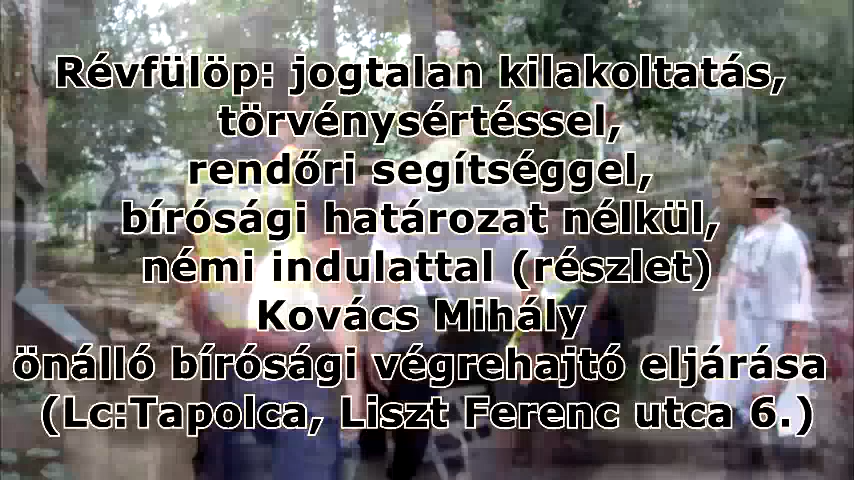 Révfülöp: jogtalan kilakoltatás,
törvénysértéssel,
rendőri segítséggel,
bírósági határozat nélkül,
némi indulattal (részlet)
Kovács Mihály
önálló bírósági végrehajtó eljárása
(Lc:Tapolca, Liszt Ferenc utca 6.)